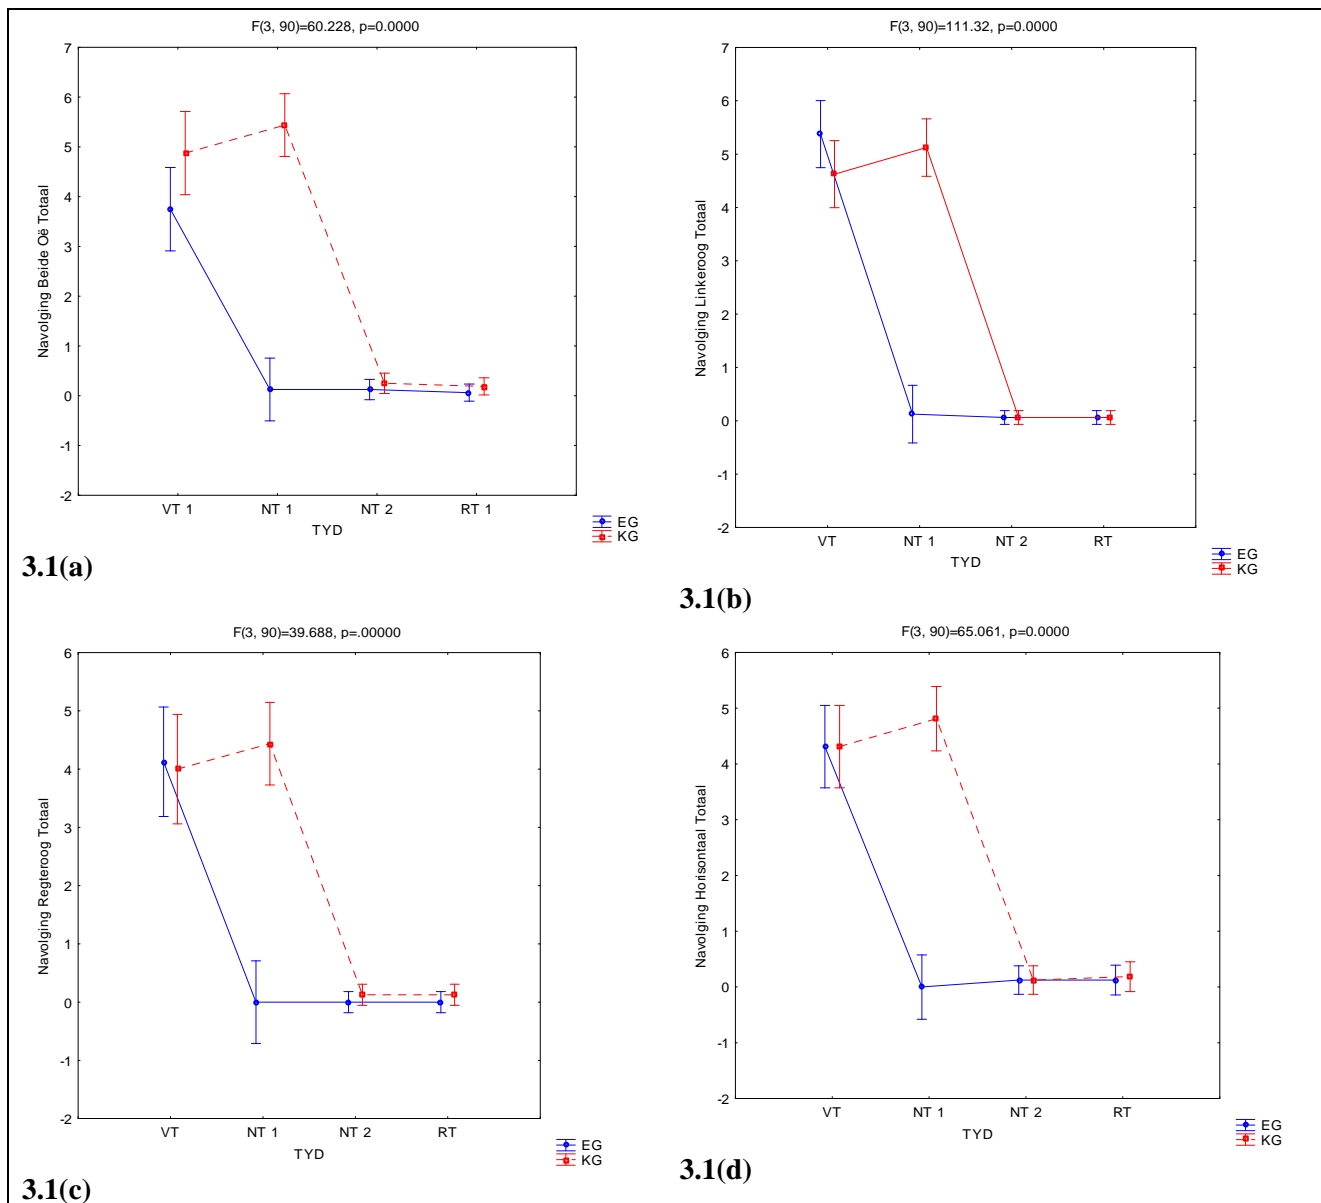 F(3, 90)=60.228, p=0.0000
7
6
5
4
3
2
1
0
-1
-2
Navolging Beide Oë Totaal
VT 1 NT 1 NT 2 RT 1
TYD
EG
KG
3.1(a)
F(3, 90)=111.32, p=0.0000
7
6
5
4
3
2
1
0
-1
-2
Navolging Linkeroog Totaal
VT NT 1 NT 2 RT
TYD
EG
KG
3.1(b)
F(3, 90)=39.688, p=.00000
6
5
4
3
2
1
0
-1
-2
Navolging Regteroog Totaal
VT NT 1 NT 2 RT
TYD
EG
KG
3.1(c)
F(3, 90)=65.061, p=0.0000
6
5
4
3
2
1
0
-1
-2
Navolging Horisontaal Totaal
VT NT 1 NT 2 RT
TYD
EG
KG
3.1(d)